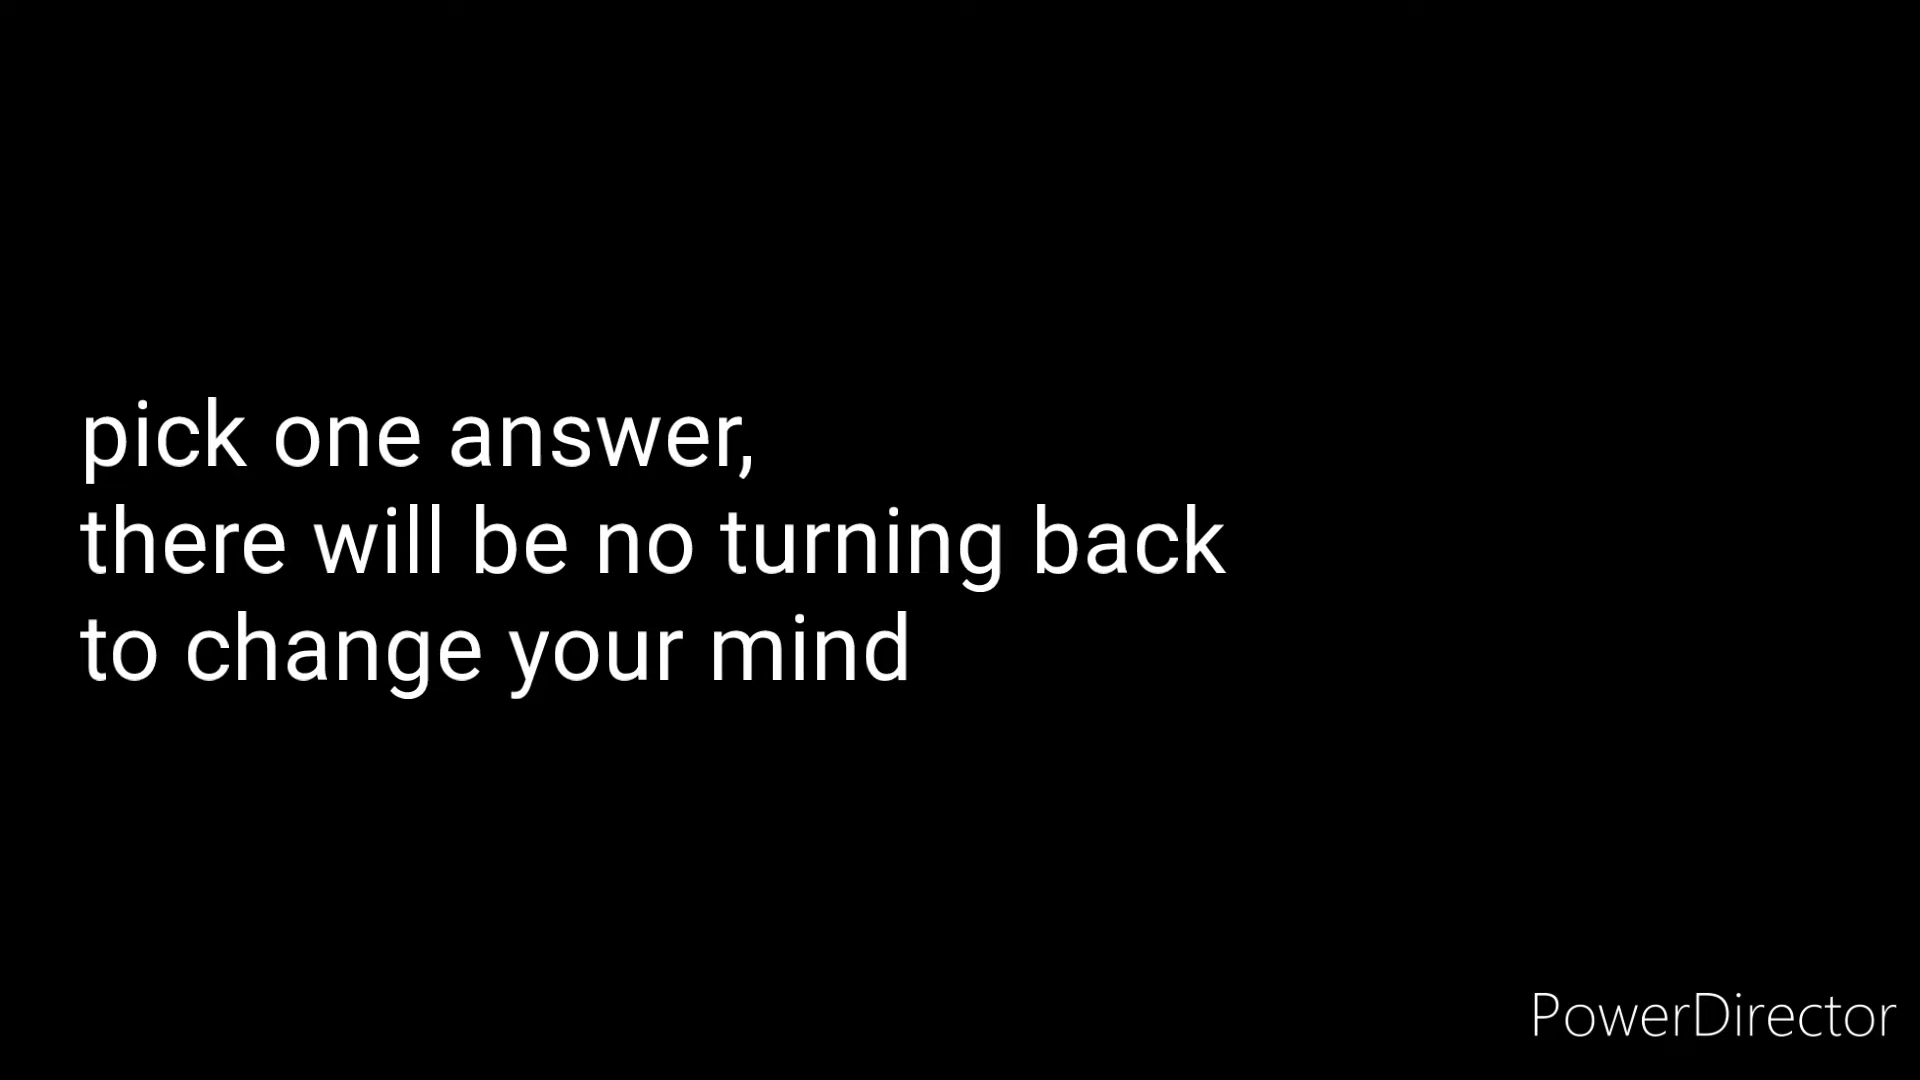 pick one answer,
there will be no turning back
to change your mind
PowerDirector